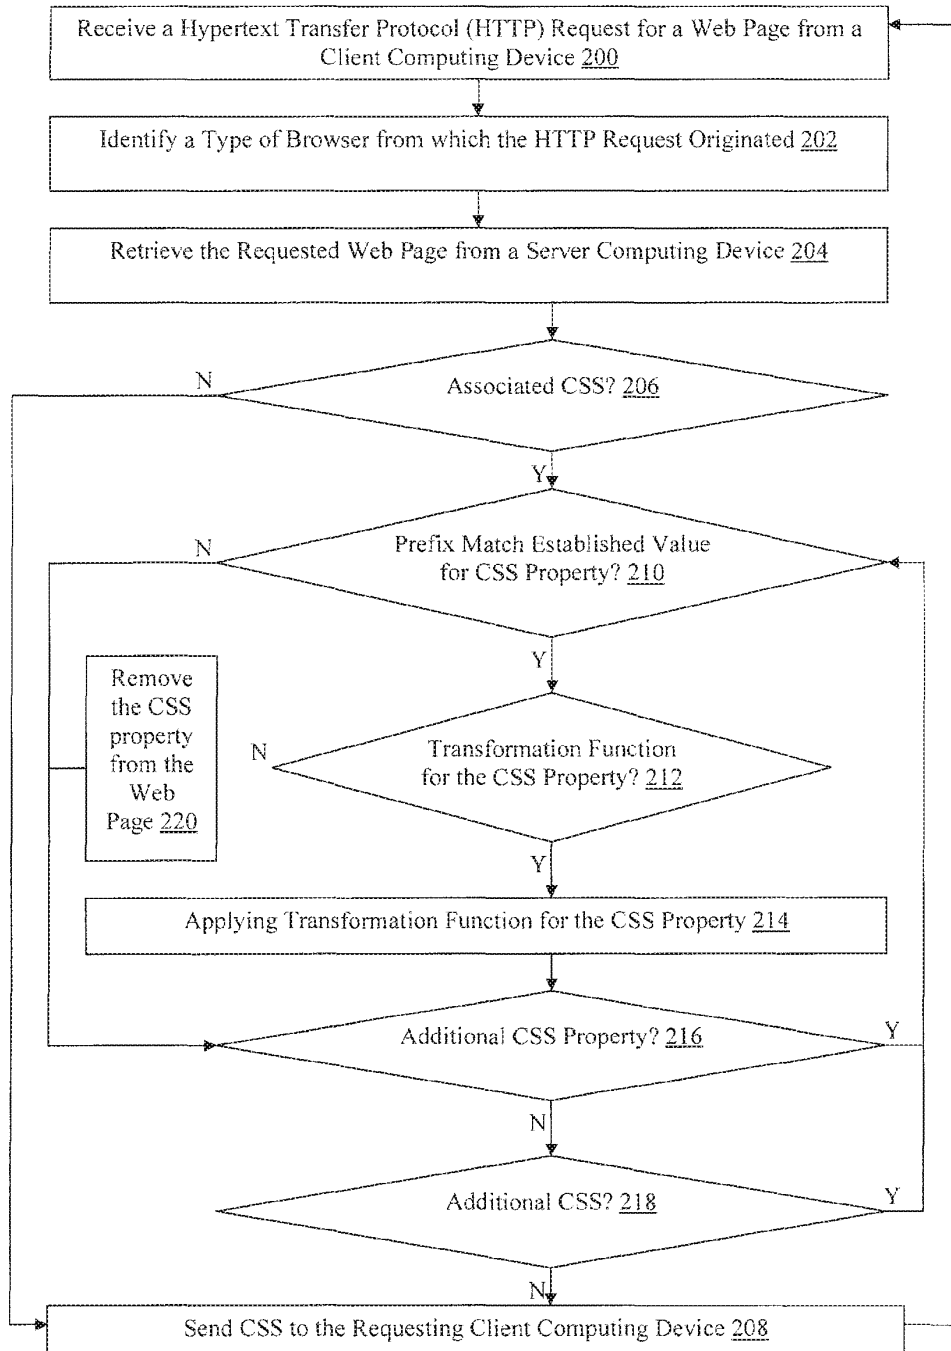 Receive a Hypertext Transfer Protocol (HTTP) Request for a Web Page from a
Client Computing Device 200
Identify a Type of Browser from which the HTTP Request Originated 202
Retrieve the Requested Web Page from a Server Computing Device 204
N
Associated CSS? 206
Y
N
Prefix Match Established Value
for CSS Property? 210
Y
Remove
the CSS
property
from the
Web
Page 220
N
Transformation Function
for the CSS Property? 212
Y
Applying Transformation Function for the CSS Property 214
Additional CSS Property? 216
Y
N
Additional CSS? 218
Y
N
Send CSS to the Requesting Client Computing Device 208